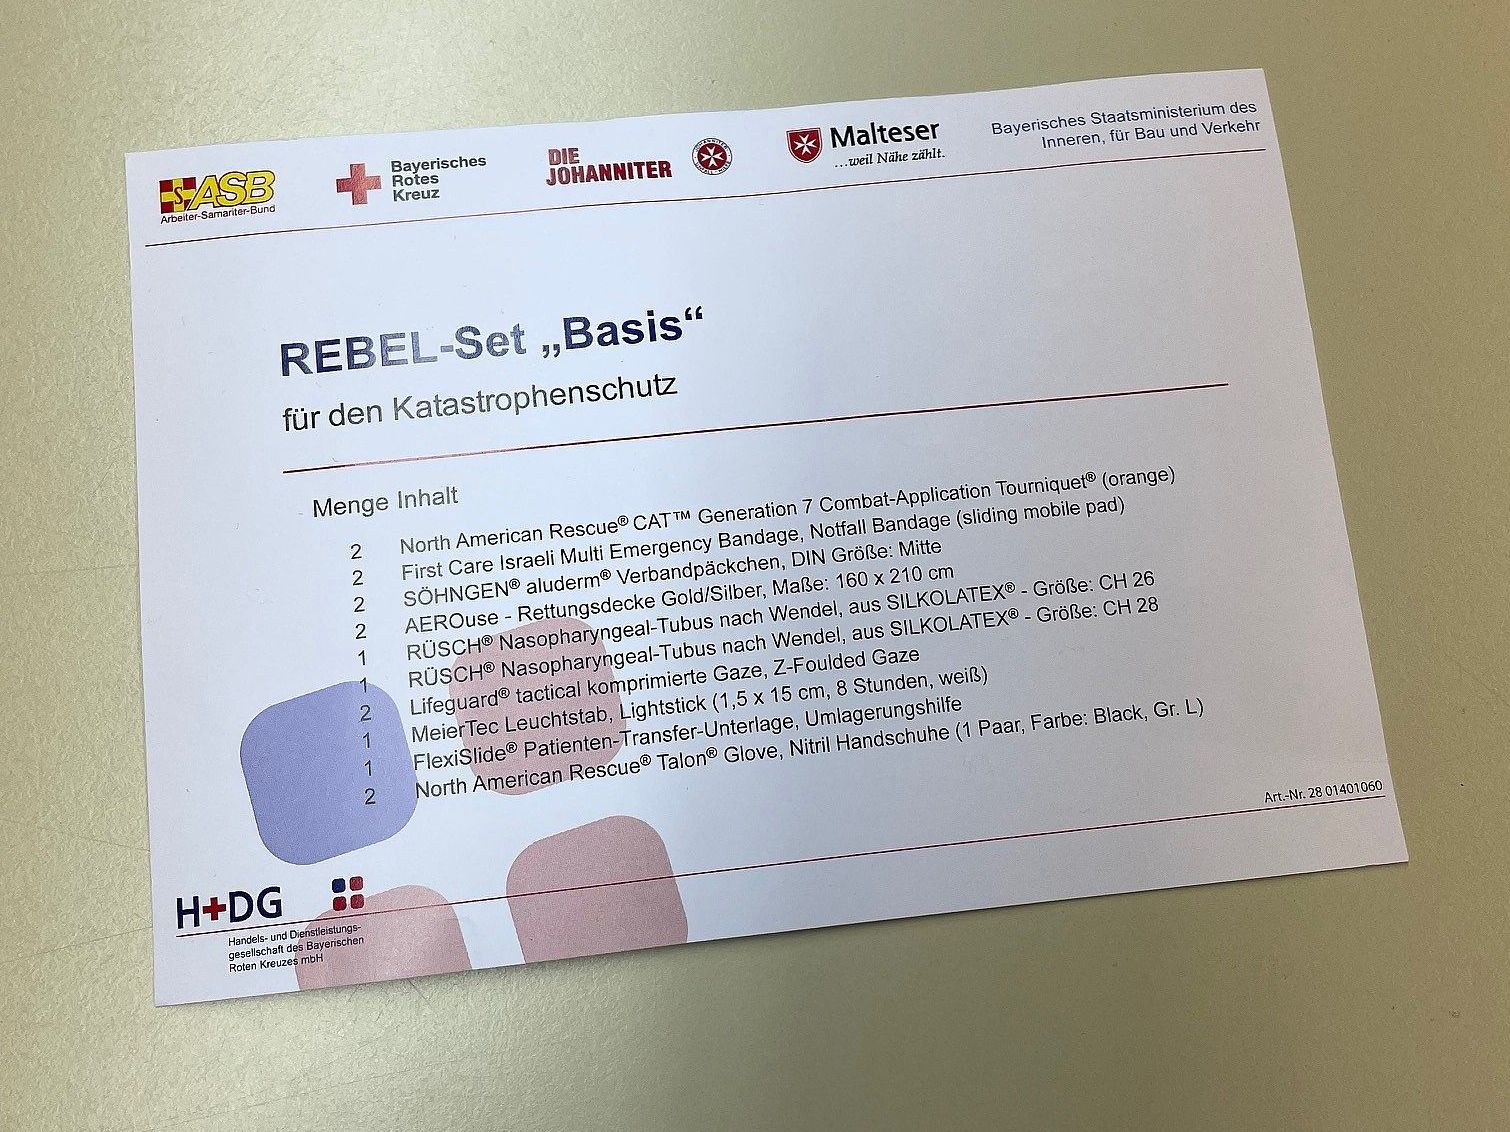 ASB
Arbeiter-Samariter-Bund
Bayerisches
Rotes
Kreuz
DIE
JOHANNITER
Malteser
...weil Nähe zählt.
Bayerisches Staatsministerium des
Inneren, für Bau und Verkehr
REBEL-Set „Basis“
für den Katastrophenschutz
Menge Inhalt
2 North American Rescue® CAT™ Generation 7 Combat-Application Tourniquet® (orange)
2 First Care Israeli Multi Emergency Bandage, Notfall Bandage (sliding mobile pad)
2 SÖHNGEN® aluderm® Verbandpäckchen, DIN Größe: Mitte
2 AEROuse - Rettungsdecke Gold/Silber, Maße: 160 x 210 cm
1 RÜSCH® Nasopharyngeal-Tubus nach Wendel, aus SILKOLATEX® - Größe: CH 26
1 RÜSCH® Nasopharyngeal-Tubus nach Wendel, aus SILKOLATEX® - Größe: CH 28
2 Lifeguard® tactical komprimierte Gaze, Z-Foulded Gaze
1 MeierTec Leuchtstab, Lightstick (1,5 x 15 cm, 8 Stunden, weiß)
1 FlexiSlide® Patienten-Transfer-Unterlage, Umlagerungshilfe
2 North American Rescue® Talon® Glove, Nitril Handschuhe (1 Paar, Farbe: Black, Gr. L)
Art.-Nr. 28 01401060
H+DG
Handels- und Dienstleistungs-
gesellschaft des Bayerischen
Roten Kreuzes mbH